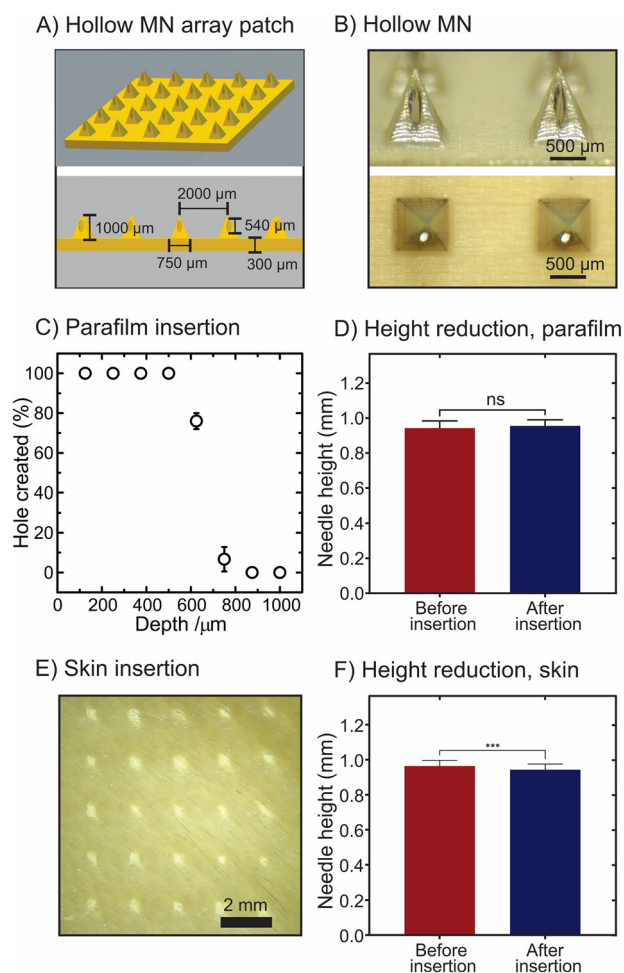 A) Hollow MN array patch
2000 µm
1000 µm
540 µm
750 µm
300 µm
B) Hollow MN
500 µm
500 µm
C) Parafilm insertion
Hole created (%)
100
80
60
40
20
0
0 200 400 600 800 1000
Depth /µm
D) Height reduction, parafilm
Needle height (mm)
1.2
1.0
0.8
0.6
0.4
0.2
0.0
ns
Before
insertion
After
insertion
E) Skin insertion
2 mm
F) Height reduction, skin
Needle height (mm)
1.2
1.0
0.8
0.6
0.4
0.2
0.0
***
Before
insertion
After
insertion